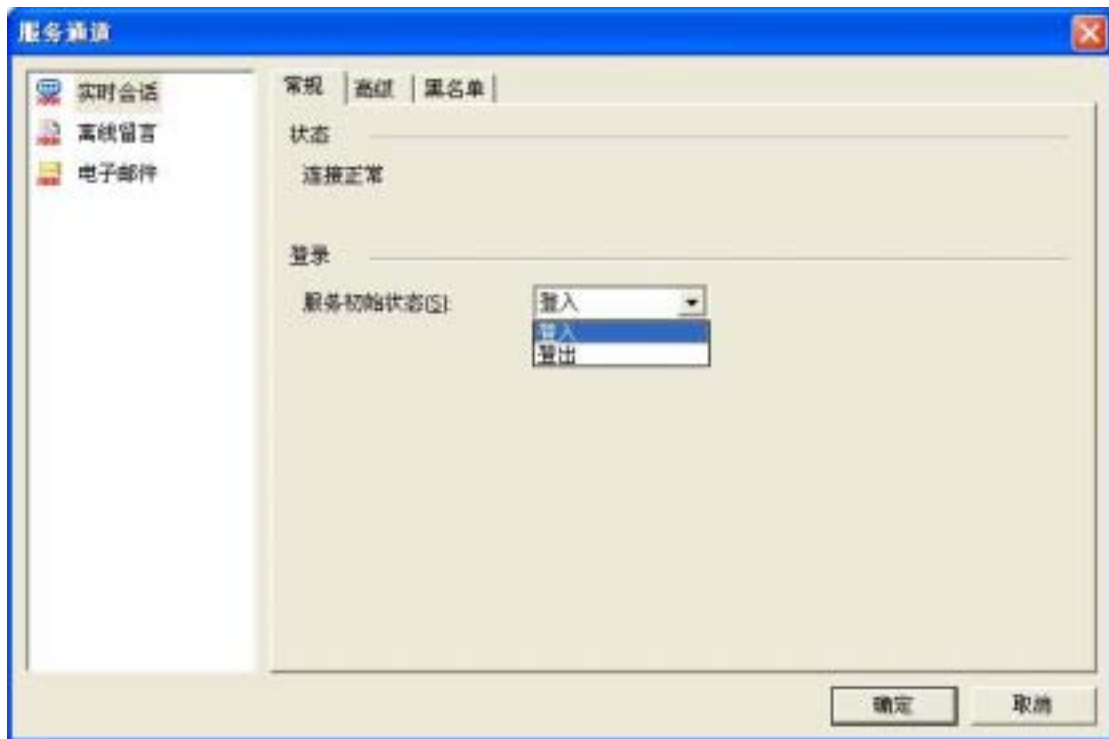 服务通道
实时会话
离线留言
电子邮件
常规 高级 黑名单
状态
连接正常
登录
服务初始状态(S):
登入
登入
登出
确定 取消